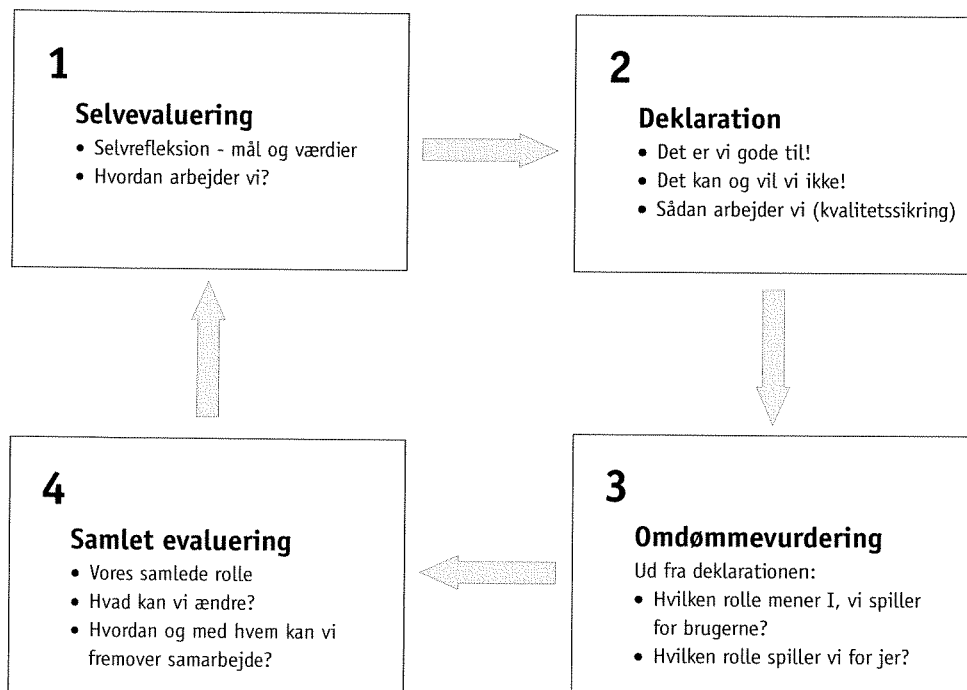 1
Selvevaluering
• Selvrefleksion - mål og værdier
• Hvordan arbejder vi?
2
Deklaration
• Det er vi gode til!
• Det kan og vil vi ikke!
• Sådan arbejder vi (kvalitetssikring)
3
Omdømmevurdering
Ud fra deklarationen:
• Hvilken rolle mener I, vi spiller
for brugerne?
• Hvilken rolle spiller vi for jer?
4
Samlet evaluering
• Vores samlede rolle
• Hvad kan vi ændre?
• Hvordan og med hvem kan vi
fremover samarbejde?